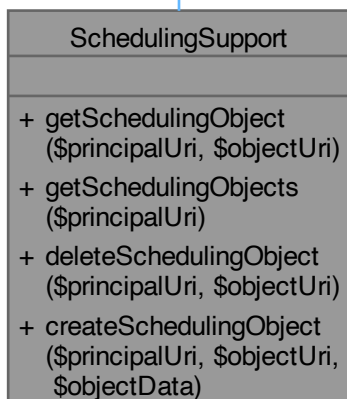 SchedulingSupport
+ getSchedulingObject
($principalUri, $objectUri)
+ getSchedulingObjects
($principalUri)
+ deleteSchedulingObject
($principalUri, $objectUri)
+ createSchedulingObject
($principalUri, $objectUri,
$objectData)